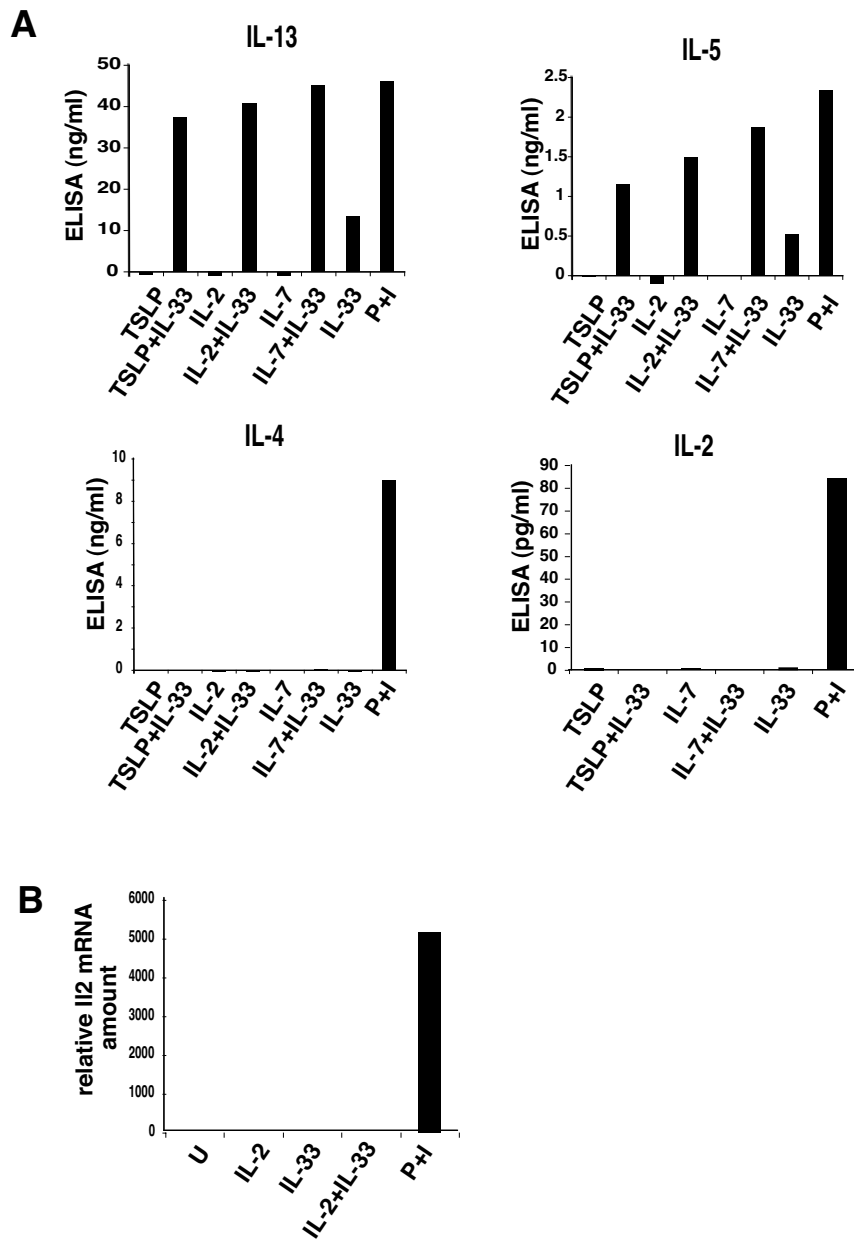 A
IL-13
ELISA (ng/ml)
50
40
30
20
10
0
TSLP
TSLP+IL-33
IL-2
IL-2+IL-33
IL-7
IL-7+IL-33
IL-33
P+I
IL-5
ELISA (ng/ml)
2.5
2
1.5
1
0.5
0
TSLP
TSLP+IL-33
IL-2
IL-2+IL-33
IL-7
IL-7+IL-33
IL-33
P+I
IL-4
ELISA (ng/ml)
10
8
6
4
2
0
TSLP
TSLP+IL-33
IL-2
IL-2+IL-33
IL-7
IL-7+IL-33
IL-33
P+I
IL-2
ELISA (pg/ml)
90
80
70
60
50
40
30
20
10
0
TSLP
TSLP+IL-33
IL-7
IL-7+IL-33
IL-33
P+I
B
relative Il2 mRNA
amount
6000
5000
4000
3000
2000
1000
0
U
IL-2
IL-33
IL-2+IL-33
P+I